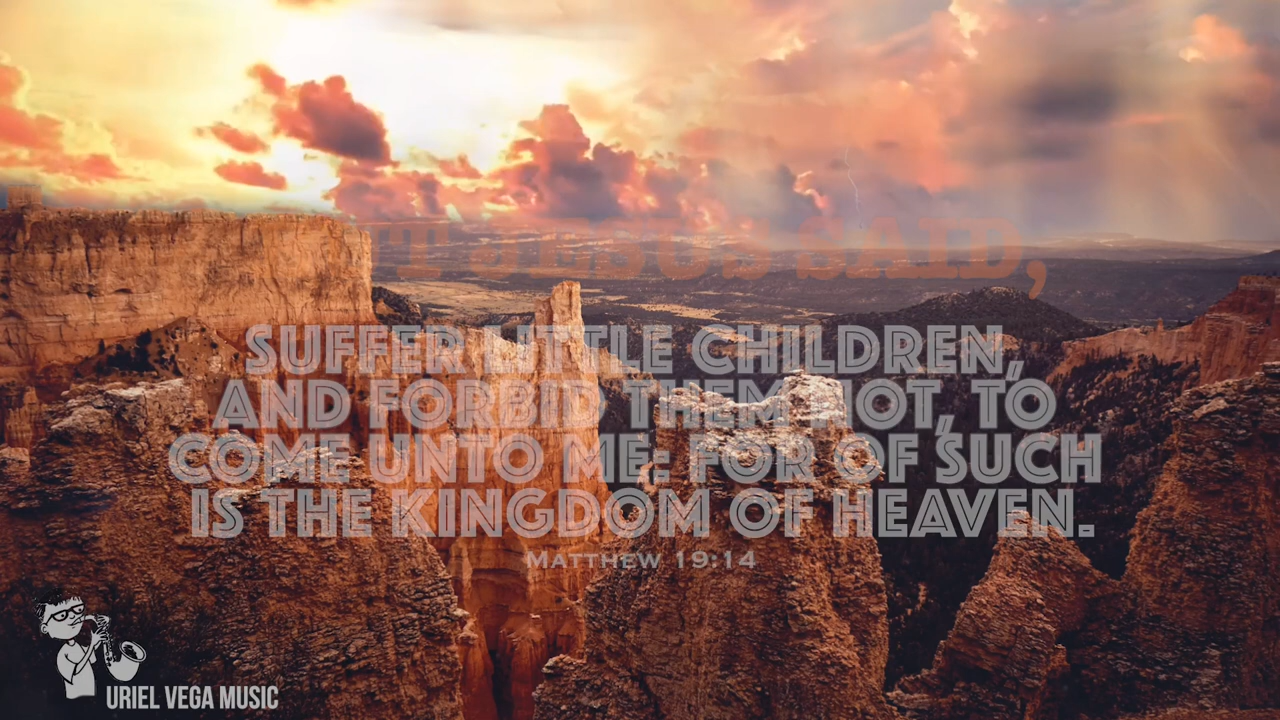 T JESUS SAID,
SUFFER LITTLE CHILDREN,
AND FORBID THEM NOT, TO
COME UNTO ME: FOR OF SUCH
IS THE KINGDOM OF HEAVEN.
MATTHEW 19:14
URIEL VEGA MUSIC